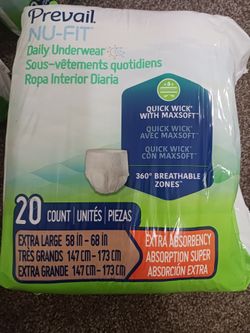 Prevail
NU-FIT
Daily Underwear
Sous-vêtements quotidiens
Ropa Interior Diaria
QUICK WICK
WITH MAXSOFT
QUICK WICK
AVEC MAXSOFT
QUICK WICK
CON MAXSOFT
360° BREATHABLE
ZONES™
20 COUNT | UNITÉS | PIEZAS
EXTRA LARGE 58 in - 68 in
TRÈS GRANDS 147 cm - 173 cm
EXTRA GRANDE 147 cm - 173 cm
EXTRA ABSORBENCY
ABSORPTION SUPER
ABSORCIÓN EXTRA